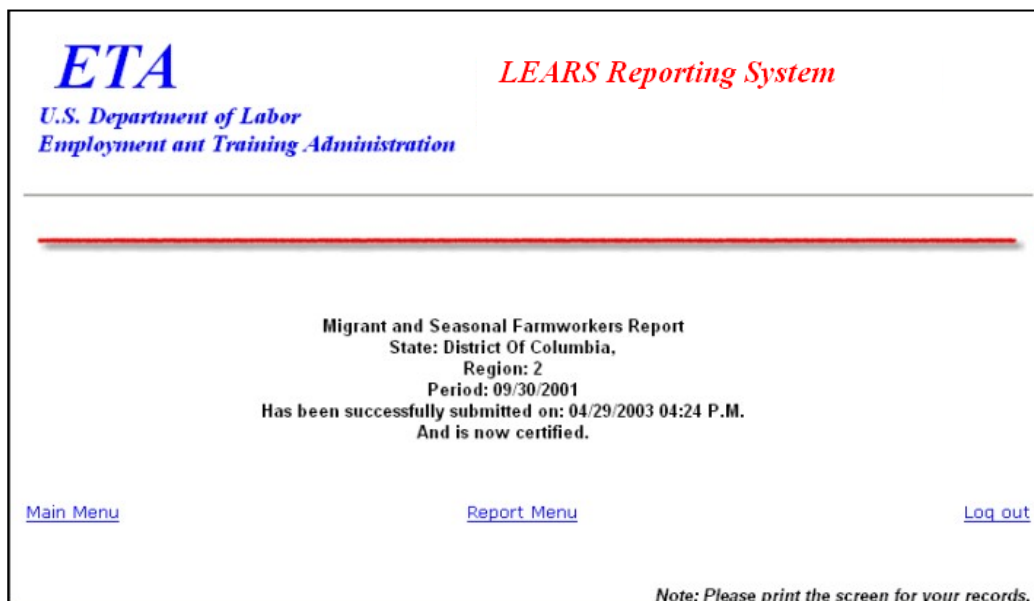 ETA
LEARS Reporting System
U.S. Department of Labor
Employment ant Training Administration
Migrant and Seasonal Farmworkers Report
State: District Of Columbia,
Region: 2
Period: 09/30/2001
Has been successfully submitted on: 04/29/2003 04:24 P.M.
And is now certified.
Main Menu
Report Menu
Log out
Note: Please print the screen for your records.